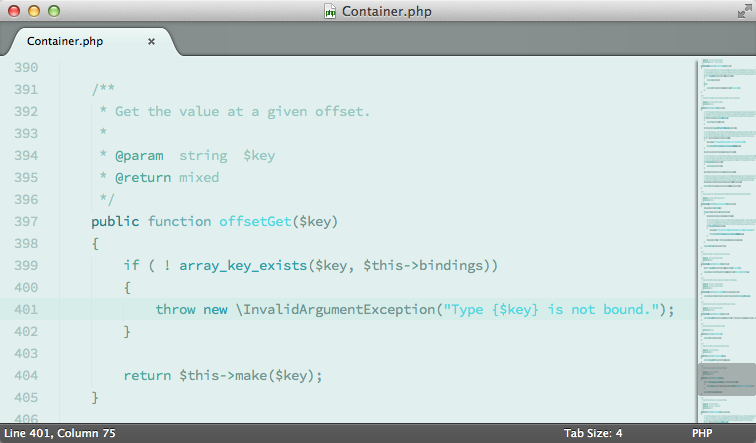 php Container.php
Container.php ×
390
391 /**
392 * Get the value at a given offset.
393 *
394 * @param  string  $key
395 * @return mixed
396 */
397 public function offsetGet($key)
398 {
399 if ( ! array_key_exists($key, $this->bindings))
400 {
401 throw new \InvalidArgumentException("Type {$key} is not bound.");
402 }
403
404 return $this->make($key);
405 }
406
Line 401, Column 75 Tab Size: 4 PHP